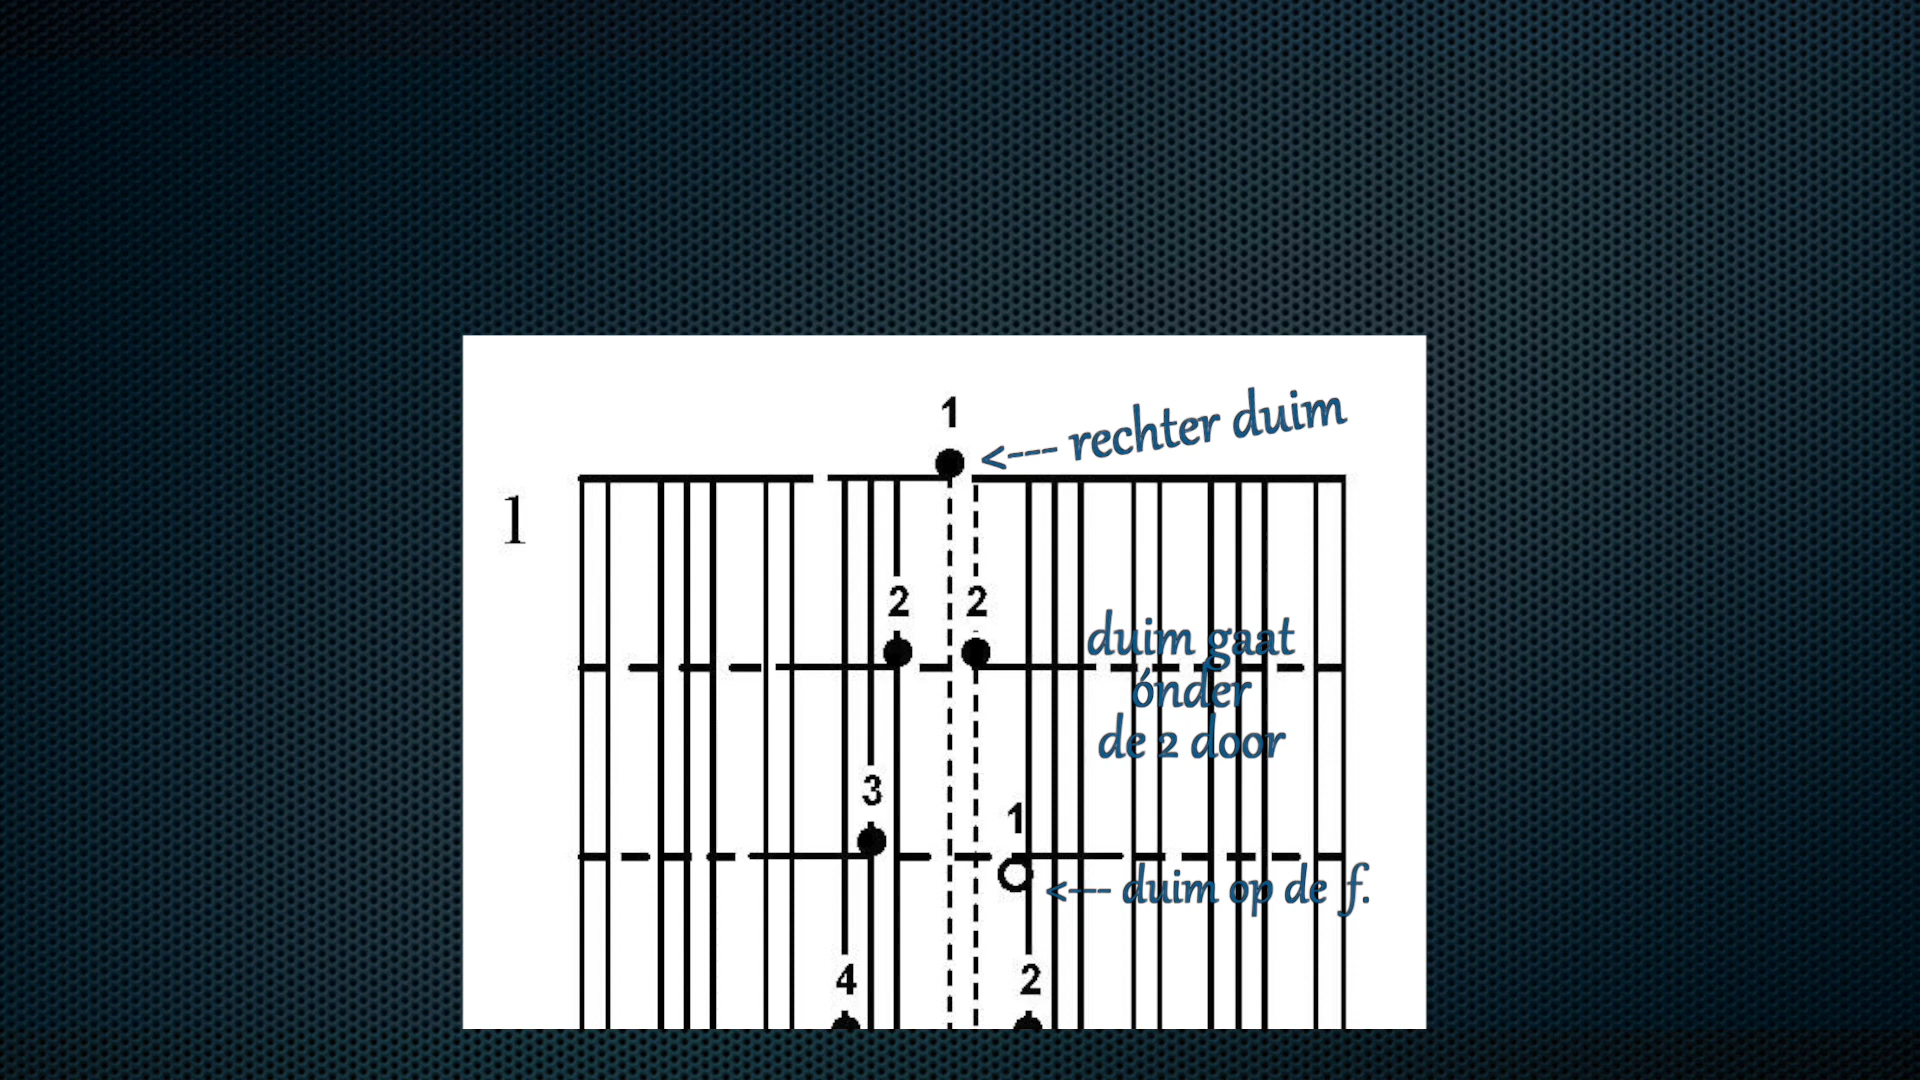 1
<--- rechter duim
1
2 2
duim gaat
ónder
de 2 door
3
1
<--- duim op de f.
4 2